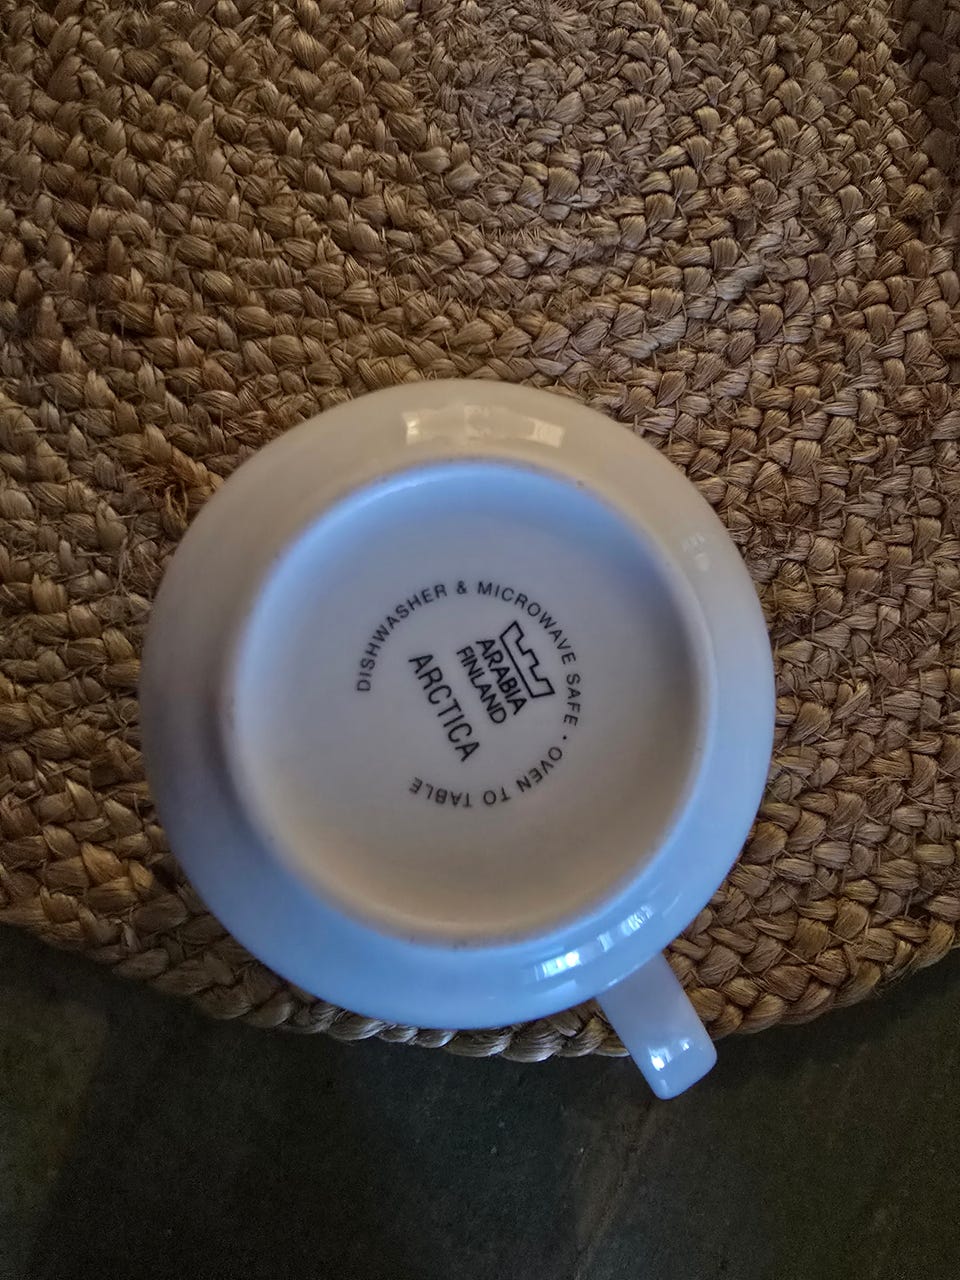 DISHWASHER & MICROWAVE SAFE · OVEN TO TABLE
ARABIA
FINLAND
ARCTICA